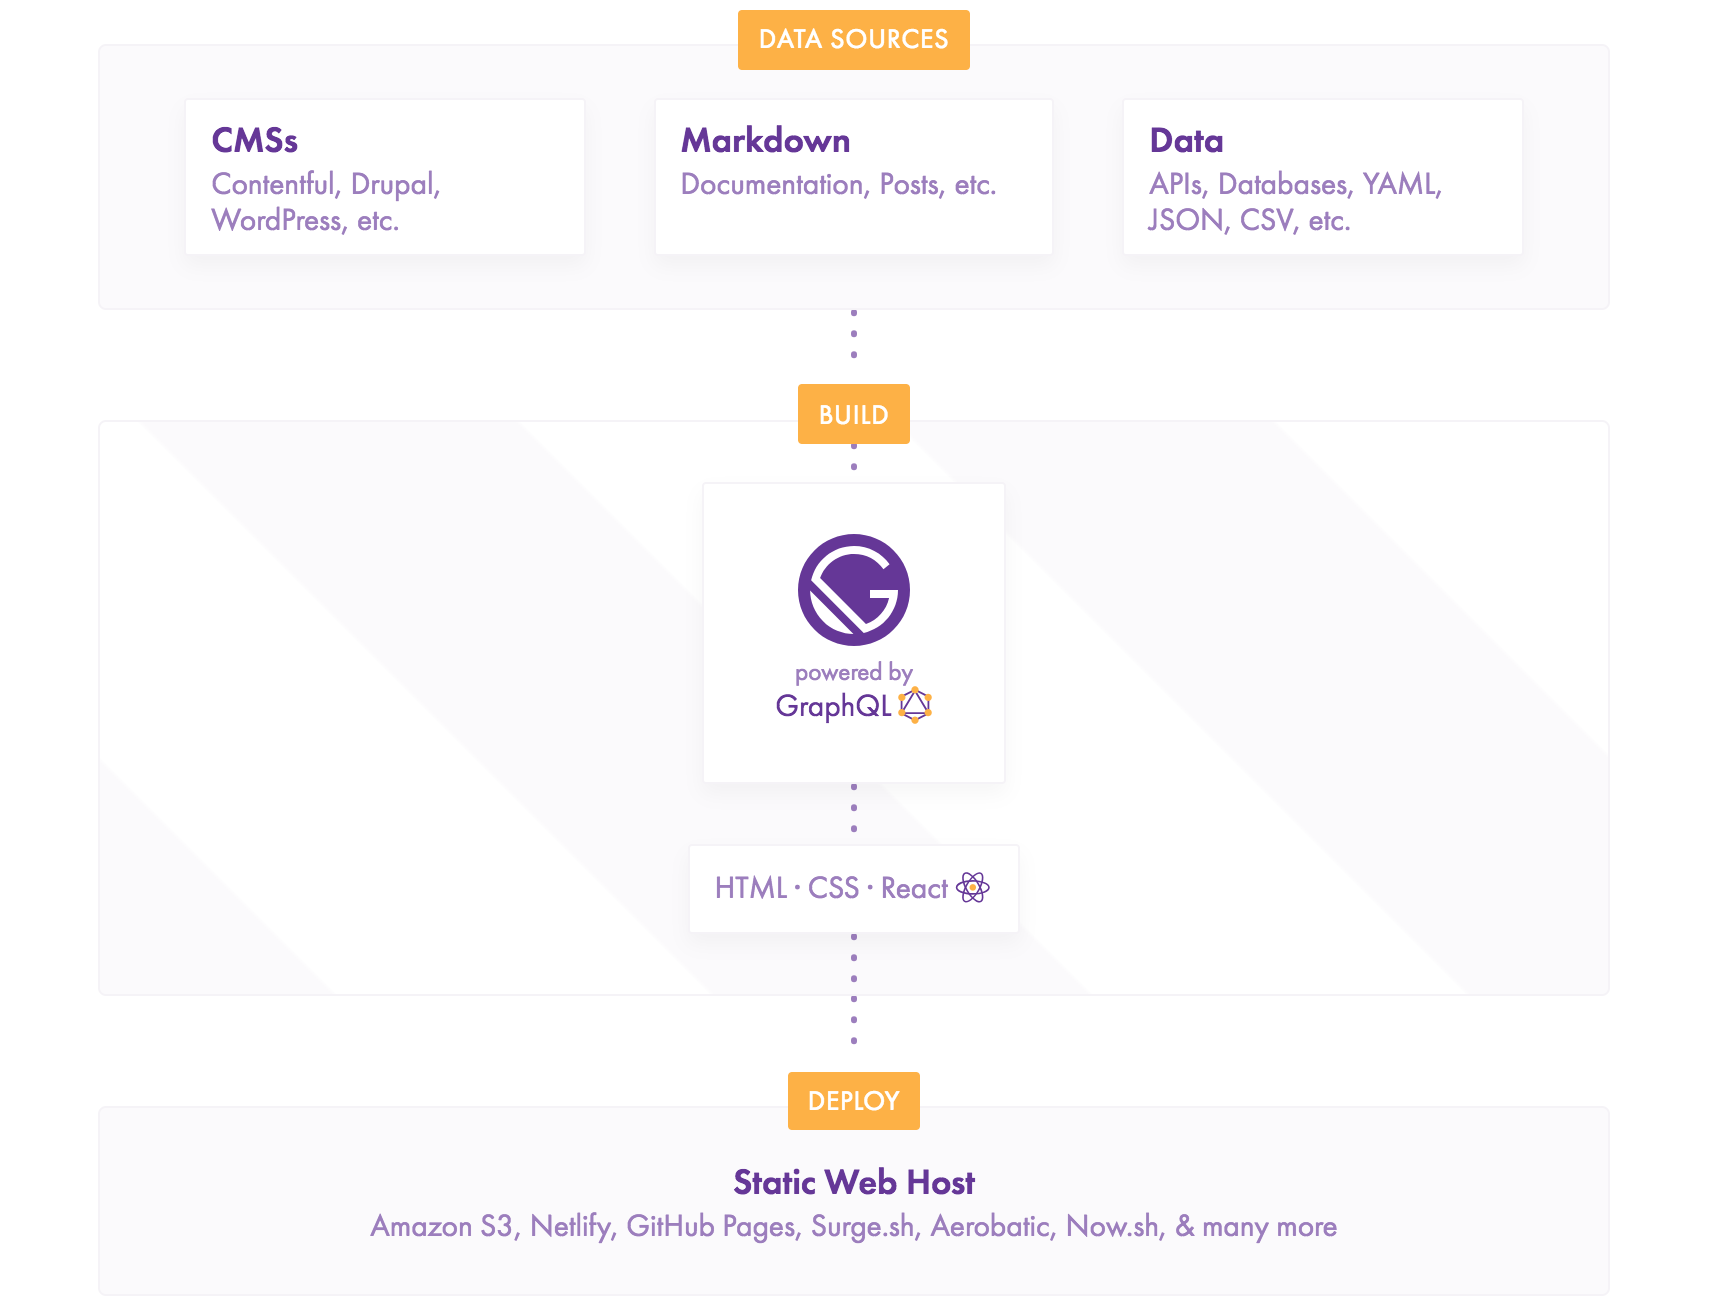 DATA SOURCES
CMSs
Contentful, Drupal,
WordPress, etc.
Markdown
Documentation, Posts, etc.
Data
APIs, Databases, YAML,
JSON, CSV, etc.
BUILD
powered by
GraphQL
HTML · CSS · React
DEPLOY
Static Web Host
Amazon S3, Netlify, GitHub Pages, Surge.sh, Aerobatic, Now.sh, & many more